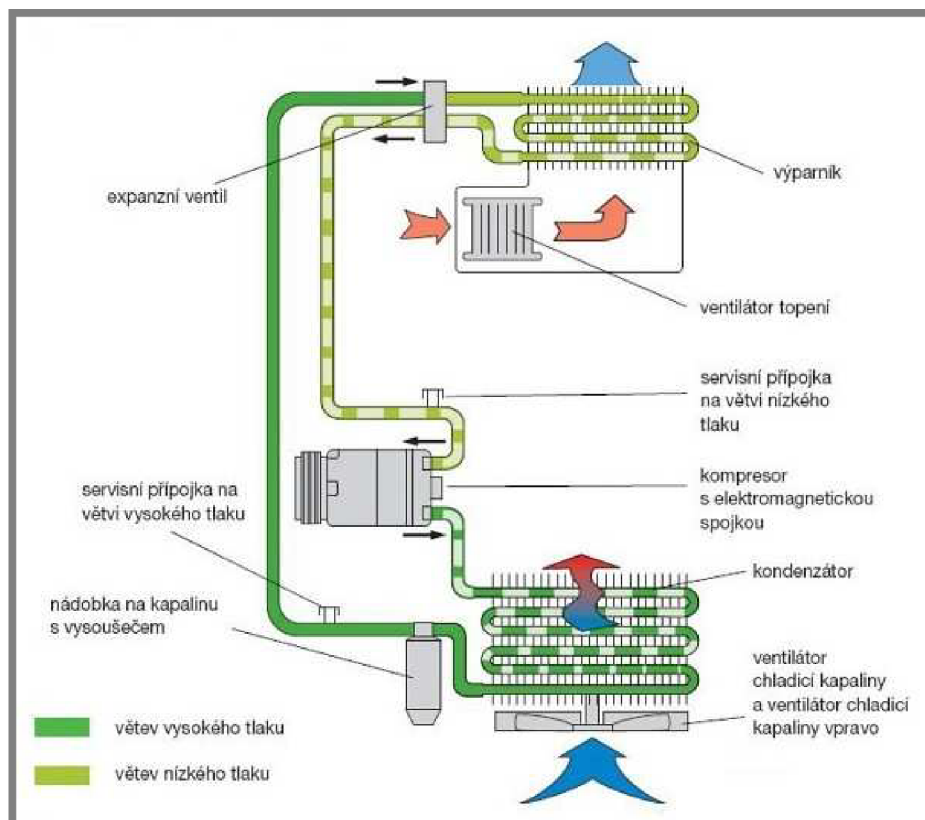 expanzní ventil
výparník
ventilátor topení
servisní přípojka
na větvi nízkého
tlaku
kompresor
s elektromagnetickou
spojkou
servisní přípojka na
větvi vysokého tlaku
kondenzátor
nádobka na kapalinu
s vysoušečem
ventilátor
chladicí kapaliny
a ventilátor chladicí
kapaliny vpravo
větev vysokého tlaku
větev nízkého tlaku